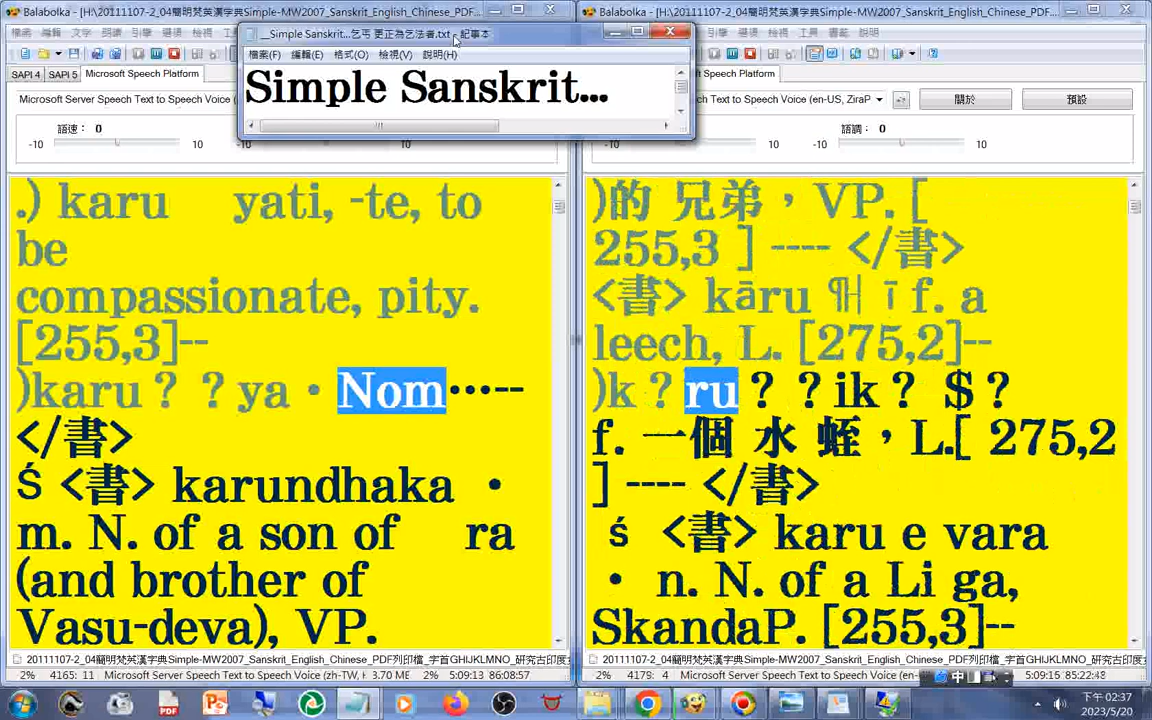 Balabolka - [H:\20111107-2_04簡明梵英漢字典Simple-MW2007_Sanskrit_English_Chinese_PDF...
Balabolka - [H:\20111107-2_04簡明梵英漢字典Simple-MW2007_Sanskrit_English_Chinese_PDF...
__Simple Sanskrit...乞丐 更正為乞法者.txt - 記事本
檔案(F) 編輯(E) 格式(O) 檢視(V) 說明(H)
Simple Sanskrit...
SAPI 4 SAPI 5 Microsoft Speech Platform
t Speech Platform
Microsoft Server Speech Text to Speech Voice (
Microsoft Server Speech Text to Speech Voice (en-US, ZiraP
關於
預設
語速： 0
語調： 0
-10 10 -10 10
-10 10
.) karu yati, -te, to
be
compassionate, pity.
[255,3]--
)karu？？ya • Nom•••--
</書>
Ś <書> karundhaka •
m. N. of a son of ra
(and brother of
Vasu-deva), VP.
)的 兄弟，VP. [
255,3 ] ---- </書>
<書> kāru ¶┤ ī f. a
leech, L. [275,2]--
)k？ru？？ik？$？
f. 一個 水 蛭，L.[ 275,2
] ---- </書>
ś <書> karu e vara
• n. N. of a Li ga,
SkandaP. [255,3]--
20111107-2_04簡明梵英漢字典Simple-MW2007_Sanskrit_English_Chinese_PDF列印檔_字首GHIJKLMNO_研究古印度
20111107-2_04簡明梵英漢字典Simple-MW2007_Sanskrit_English_Chinese_PDF列印檔_字首GHIJKLMNO_研究古印度
2% 4165: 11 Microsoft Server Speech Text to Speech Voice (zh-TW, 3.70 ME 5:09:13 86:08:57
2% 4179: 4 Microsoft Server Speech Text to Speech Voice 5:09:15 85:22:48
中
下午 02:37
2023/5/20